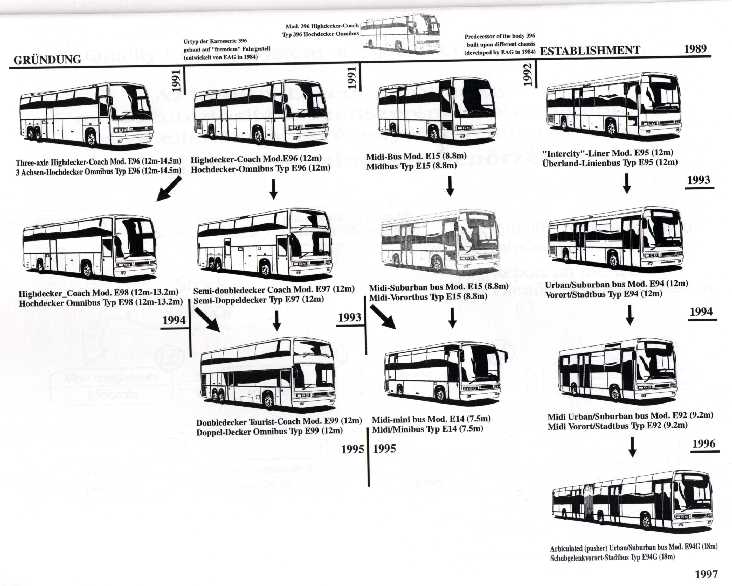 Mod. 396 Highdecker-Coach
Typ 396 Hochdecker Omnibus
Urtyp der Karosserie 396
gebaut auf "fremdem" Fahrgestell
(entwickelt von EAG in 1984)
Predecessor of the body 396
built upon different chassis
(developed by EAG in 1984)
GRÜNDUNG
ESTABLISHMENT
1989
1991
1991
1992
Three-axle Highdecker-Coach Mod. E96 (12m-14.5m)
3 Achsen-Hochdecker Omnibus Typ E96 (12m-14.5m)
Highdecker-Coach Mod.E96 (12m)
Hochdecker-Omnibus Typ E96 (12m)
Midi-Bus Mod. E15 (8.8m)
Midibus Typ E15 (8.8m)
"Intercity"-Liner Mod. E95 (12m)
Überland-Linienbus Typ E95 (12m)
1993
Highdecker_Coach Mod. E98 (12m-13.2m)
Hochdecker Omnibus Typ E98 (12m-13.2m)
Semi-doubledecker Coach Mod. E97 (12m)
Semi-Doppeldecker Typ E97 (12m)
Midi-Suburban bus Mod. E15 (8.8m)
Midi-Vorortbus Typ E15 (8.8m)
Urban/Suburban bus Mod. E94 (12m)
Vorort/Stadtbus Typ E94 (12m)
1994
1993
1994
Doubledecker Tourist-Coach Mod. E99 (12m)
Doppel-Decker Omnibus Typ E99 (12m)
Midi-mini bus Mod. E14 (7.5m)
Midi/Minibus Typ E14 (7.5m)
Midi Urban/Suburban bus Mod. E92 (9.2m)
Midi Vorort/Stadtbus Typ E92 (9.2m)
1995
1995
1996
Articulated (pusher) Urban/Suburban bus Mod. E94G (18m)
Schubgelenkvorort-Stadtbus Typ E94G (18m)
1997